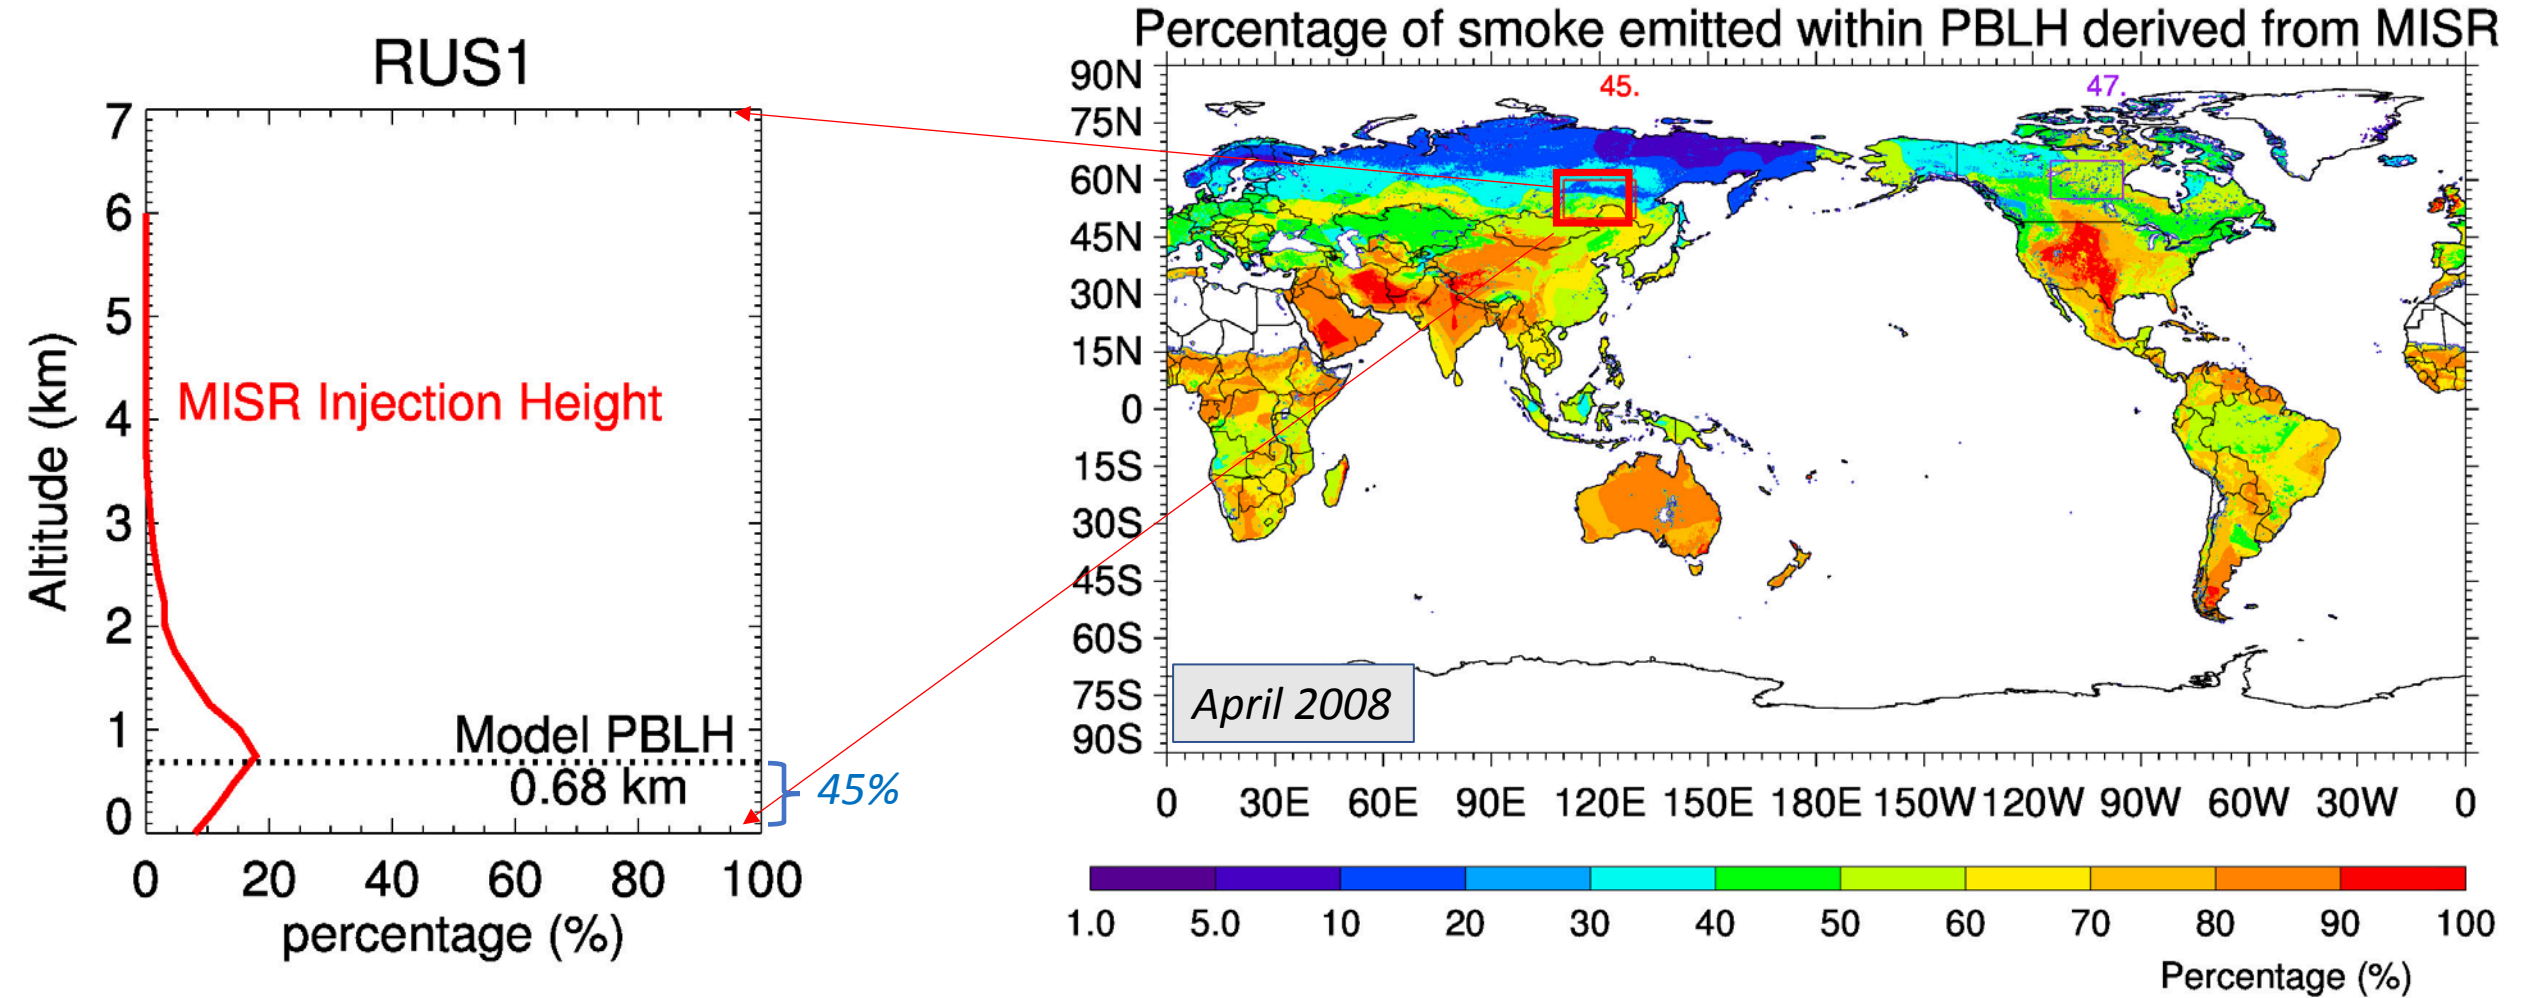 RUS1
7
6
5
4
3
2
1
0
Altitude (km)
MISR Injection Height
Model PBLH
0.68 km
45%
0 20 40 60 80 100
percentage (%)
Percentage of smoke emitted within PBLH derived from MISR
45. 47.
90N
75N
60N
45N
30N
15N
0
15S
30S
45S
60S
75S
90S
April 2008
0 30E 60E 90E 120E 150E 180E 150W 120W 90W 60W 30W 0
1.0 5.0 10 20 30 40 50 60 70 80 90 100
Percentage (%)